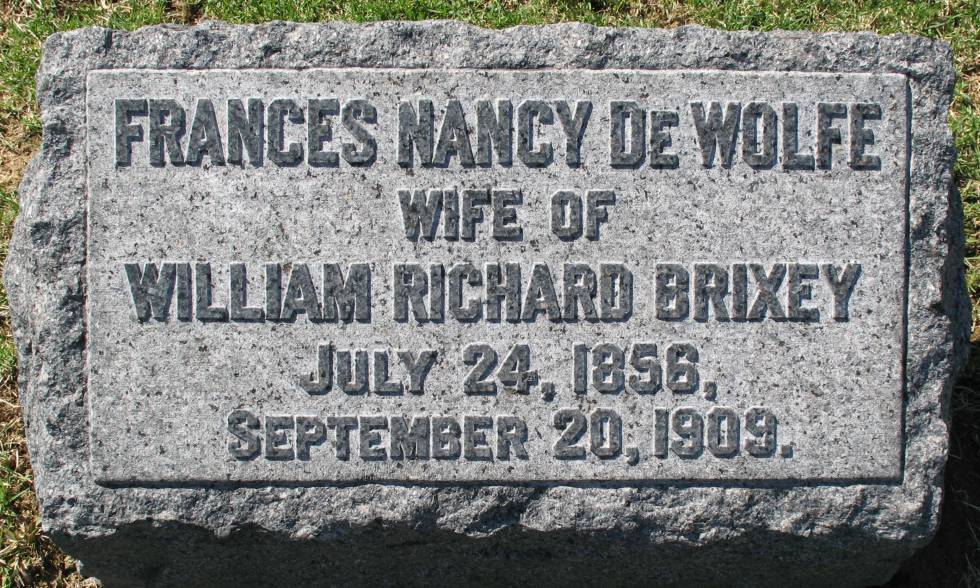 FRANCES NANCY DE WOLFE
WIFE OF
WILLIAM RICHARD BRIXEY
JULY 24, 1856,
SEPTEMBER 20, 1909.